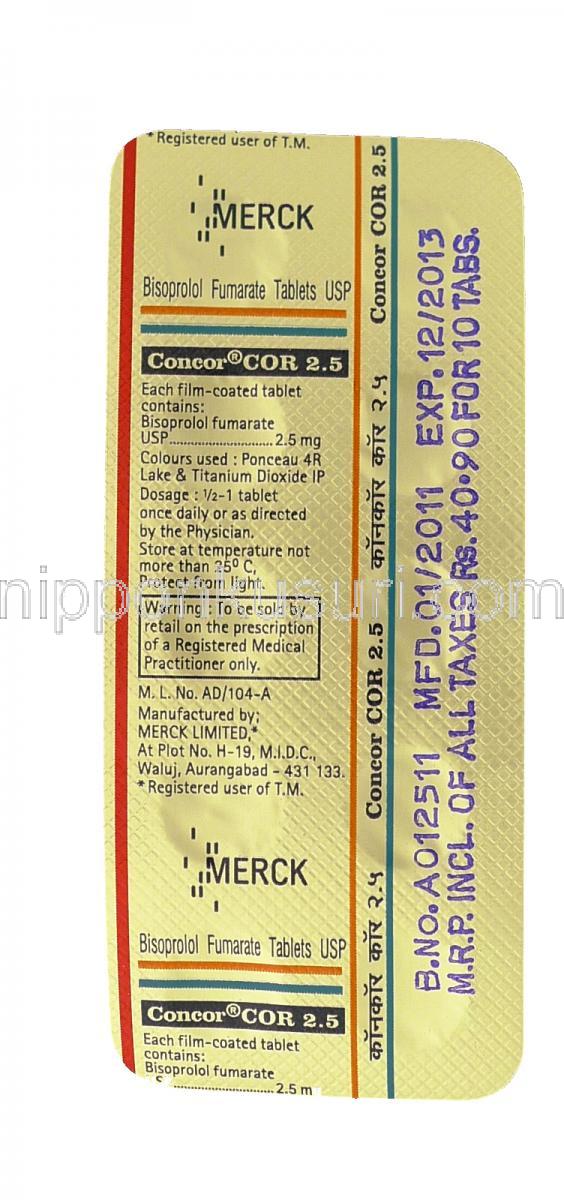 * Registered user of T.M.
MERCK
Bisoprolol Fumarate Tablets USP
Concor® COR 2.5
Each film-coated tablet
contains:
Bisoprolol fumarate
USP.............................. 2.5 mg
Colours used : Ponceau 4R
Lake & Titanium Dioxide IP
Dosage : ½-1 tablet
once daily or as directed
by the Physician.
Store at temperature not
more than 25° C,
Protect from light.
Warning : To be sold by
retail on the prescription
of a Registered Medical
Practitioner only.
M. L. No. AD/104-A
Manufactured by;
MERCK LIMITED,*
At Plot No. H-19, M.I.D.C.,
Waluj, Aurangabad - 431 133.
* Registered user of T.M.
MERCK
Bisoprolol Fumarate Tablets USP
Concor® COR 2.5
Each film-coated tablet
contains:
Bisoprolol fumarate
.............................. 2.5 m
कॉनकॉर कॉर २.५ Concor COR 2.5 कॉनकॉर कॉर २.५ Concor COR 2.5
B.NO.A012511 MFD.01/2011 EXP.12/2013
M.R.P. INCL. OF ALL TAXES Rs.40.90 FOR 10 TABS.
nipponkusuri.com